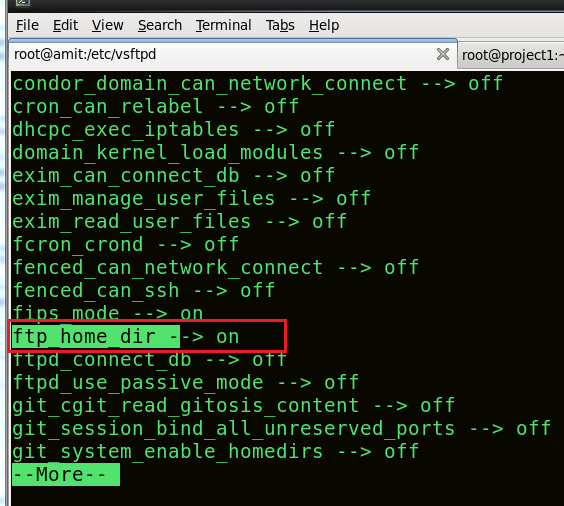 File Edit View Search Terminal Tabs Help
root@amit:/etc/vsftpd root@project1:~
condor_domain_can_network_connect --> off
cron_can_relabel --> off
dhcpc_exec_iptables --> off
domain_kernel_load_modules --> off
exim_can_connect_db --> off
exim_manage_user_files --> off
exim_read_user_files --> off
fcron_crond --> off
fenced_can_network_connect --> off
fenced_can_ssh --> off
fips_mode --> on
ftp_home_dir --> on
ftpd_connect_db --> off
ftpd_use_passive_mode --> off
git_cgit_read_gitosis_content --> off
git_session_bind_all_unreserved_ports --> off
git_system_enable_homedirs --> off
--More--